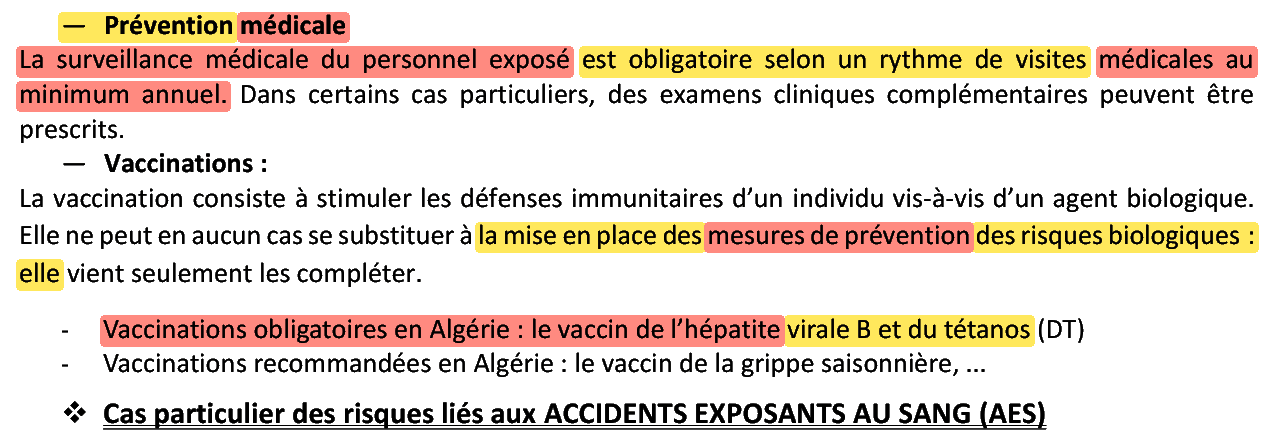 — Prévention médicale
La surveillance médicale du personnel exposé est obligatoire selon un rythme de visites médicales au
minimum annuel. Dans certains cas particuliers, des examens cliniques complémentaires peuvent être
prescrits.
— Vaccinations :
La vaccination consiste à stimuler les défenses immunitaires d’un individu vis-à-vis d’un agent biologique.
Elle ne peut en aucun cas se substituer à la mise en place des mesures de prévention des risques biologiques :
elle vient seulement les compléter.
- Vaccinations obligatoires en Algérie : le vaccin de l’hépatite virale B et du tétanos (DT)
- Vaccinations recommandées en Algérie : le vaccin de la grippe saisonnière, ...
❖ Cas particulier des risques liés aux ACCIDENTS EXPOSANTS AU SANG (AES)